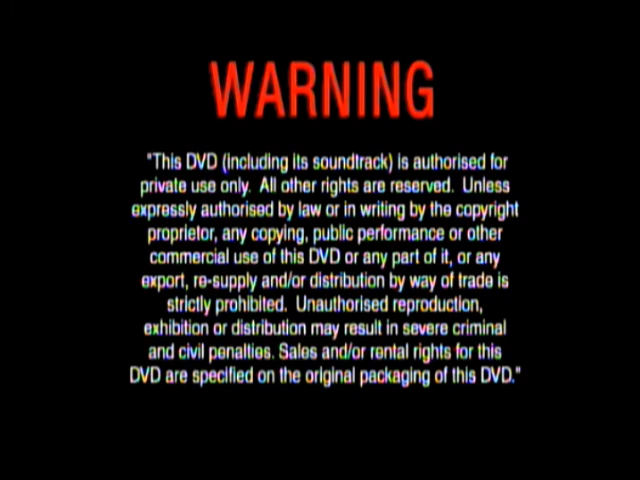 WARNING
"This DVD (including its soundtrack) is authorised for
private use only. All other rights are reserved. Unless
expressly authorised by law or in writing by the copyright
proprietor, any copying, public performance or other
commercial use of this DVD or any part of it, or any
export, re-supply and/or distribution by way of trade is
strictly prohibited. Unauthorised reproduction,
exhibition or distribution may result in severe criminal
and civil penalties. Sales and/or rental rights for this
DVD are specified on the original packaging of this DVD."